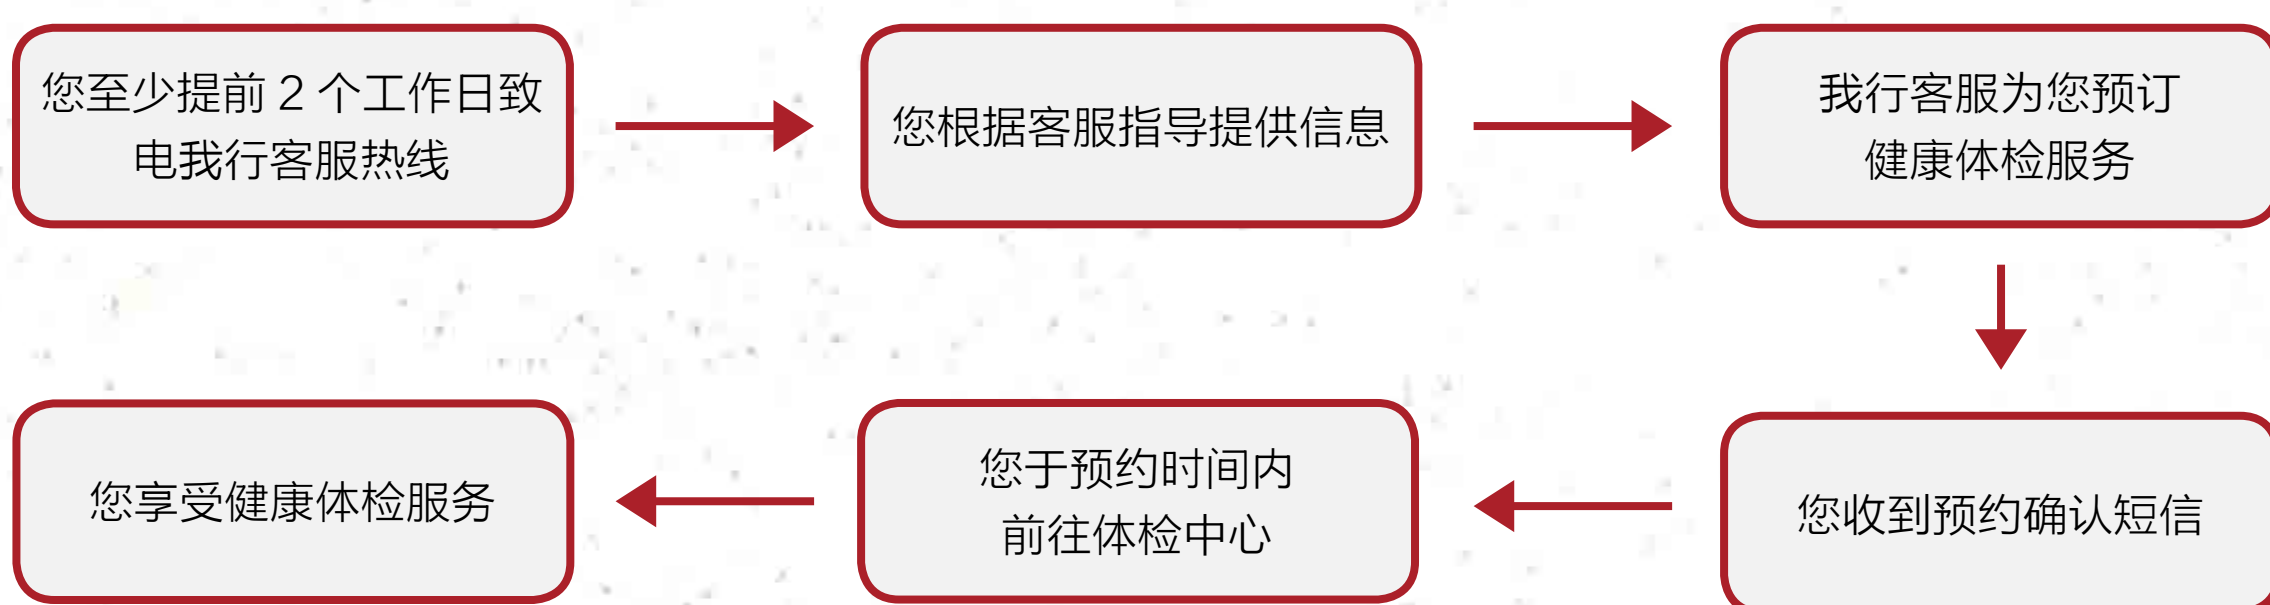 您至少提前 2 个工作日致
电我行客服热线
您根据客服指导提供信息
我行客服为您预订
健康体检服务
您收到预约确认短信
您于预约时间内
前往体检中心
您享受健康体检服务